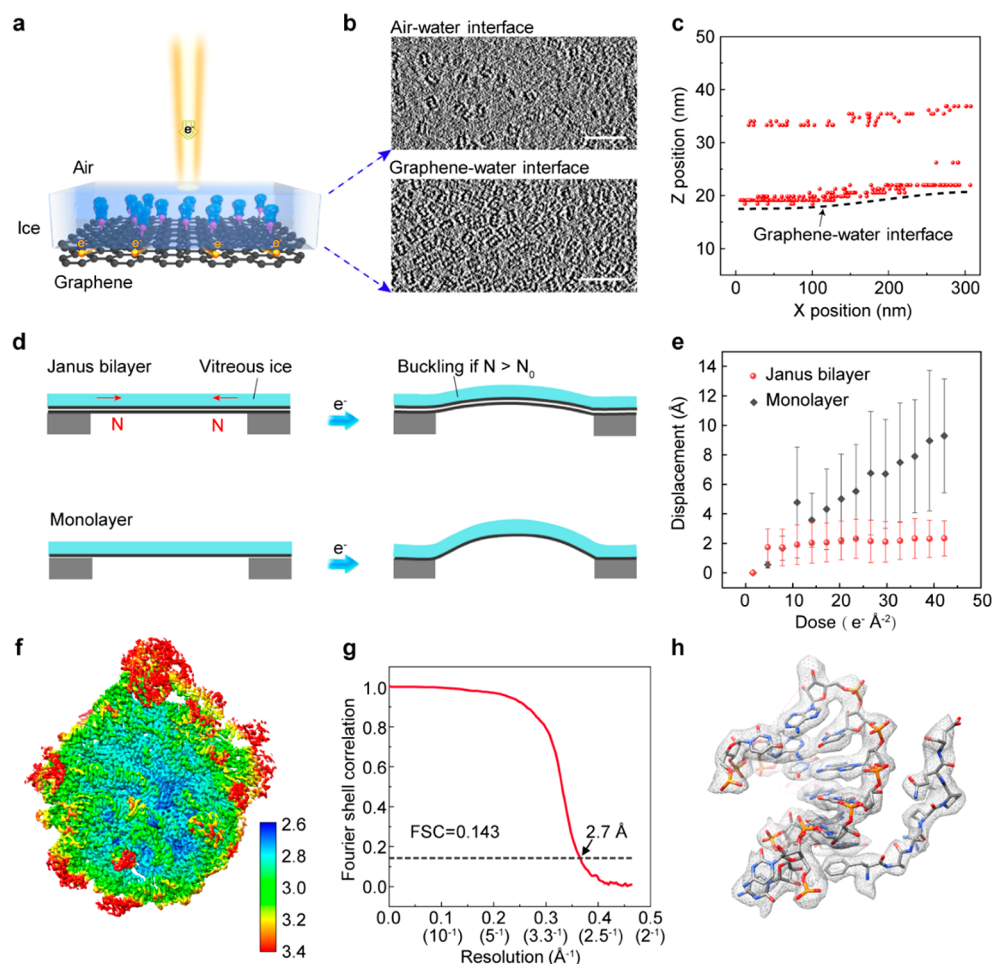 a
e-
Air
Ice
e- e- e- e-
Graphene
b
Air-water interface
Graphene-water interface
c
Z position (nm)
50
40
30
20
10
Graphene-water interface
0 100 200 300
X position (nm)
d
Janus bilayer Vitreous ice
N N
e-
Buckling if N > N0
Monolayer
e-
e
Displacement (Å)
14
12
10
8
6
4
2
0
Janus bilayer
Monolayer
0 10 20 30 40 50
Dose ( e- Å-2)
f
2.6
2.8
3.0
3.2
3.4
g
Fourier shell correlation
1.0
0.8
0.6
0.4
0.2
0.0
FSC=0.143
2.7 Å
0.0 0.1 0.2 0.3 0.4 0.5
(10-1) (5-1) (3.3-1) (2.5-1) (2-1)
Resolution (Å-1)
h